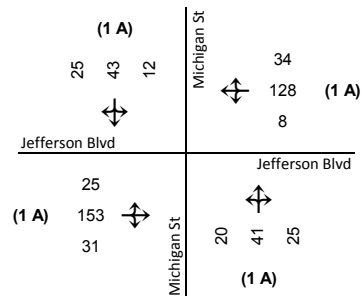 (1 A)
25 43 12
Michigan St
34
128 (1 A)
8
Jefferson Blvd
Jefferson Blvd
25
(1 A) 153
31
Michigan St
20 41 25
(1 A)